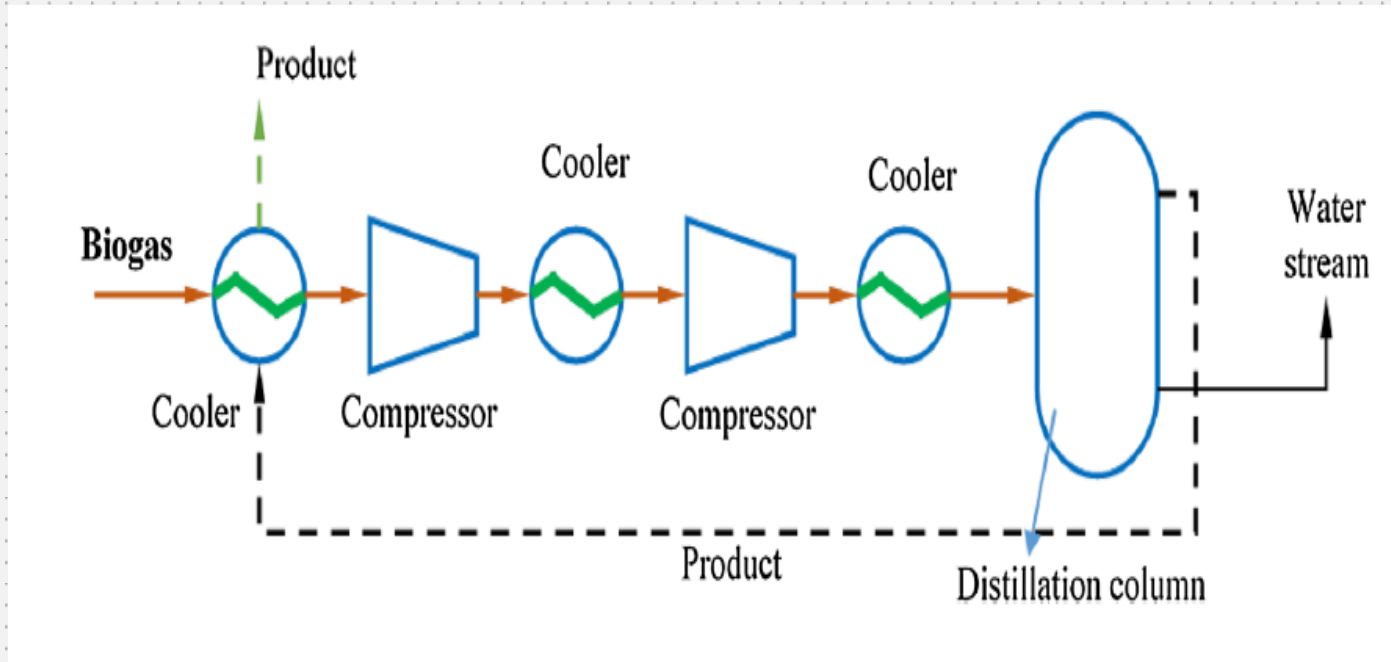 Product
Cooler
Cooler
Biogas
Water
stream
Cooler
Compressor
Compressor
Product
Distillation column